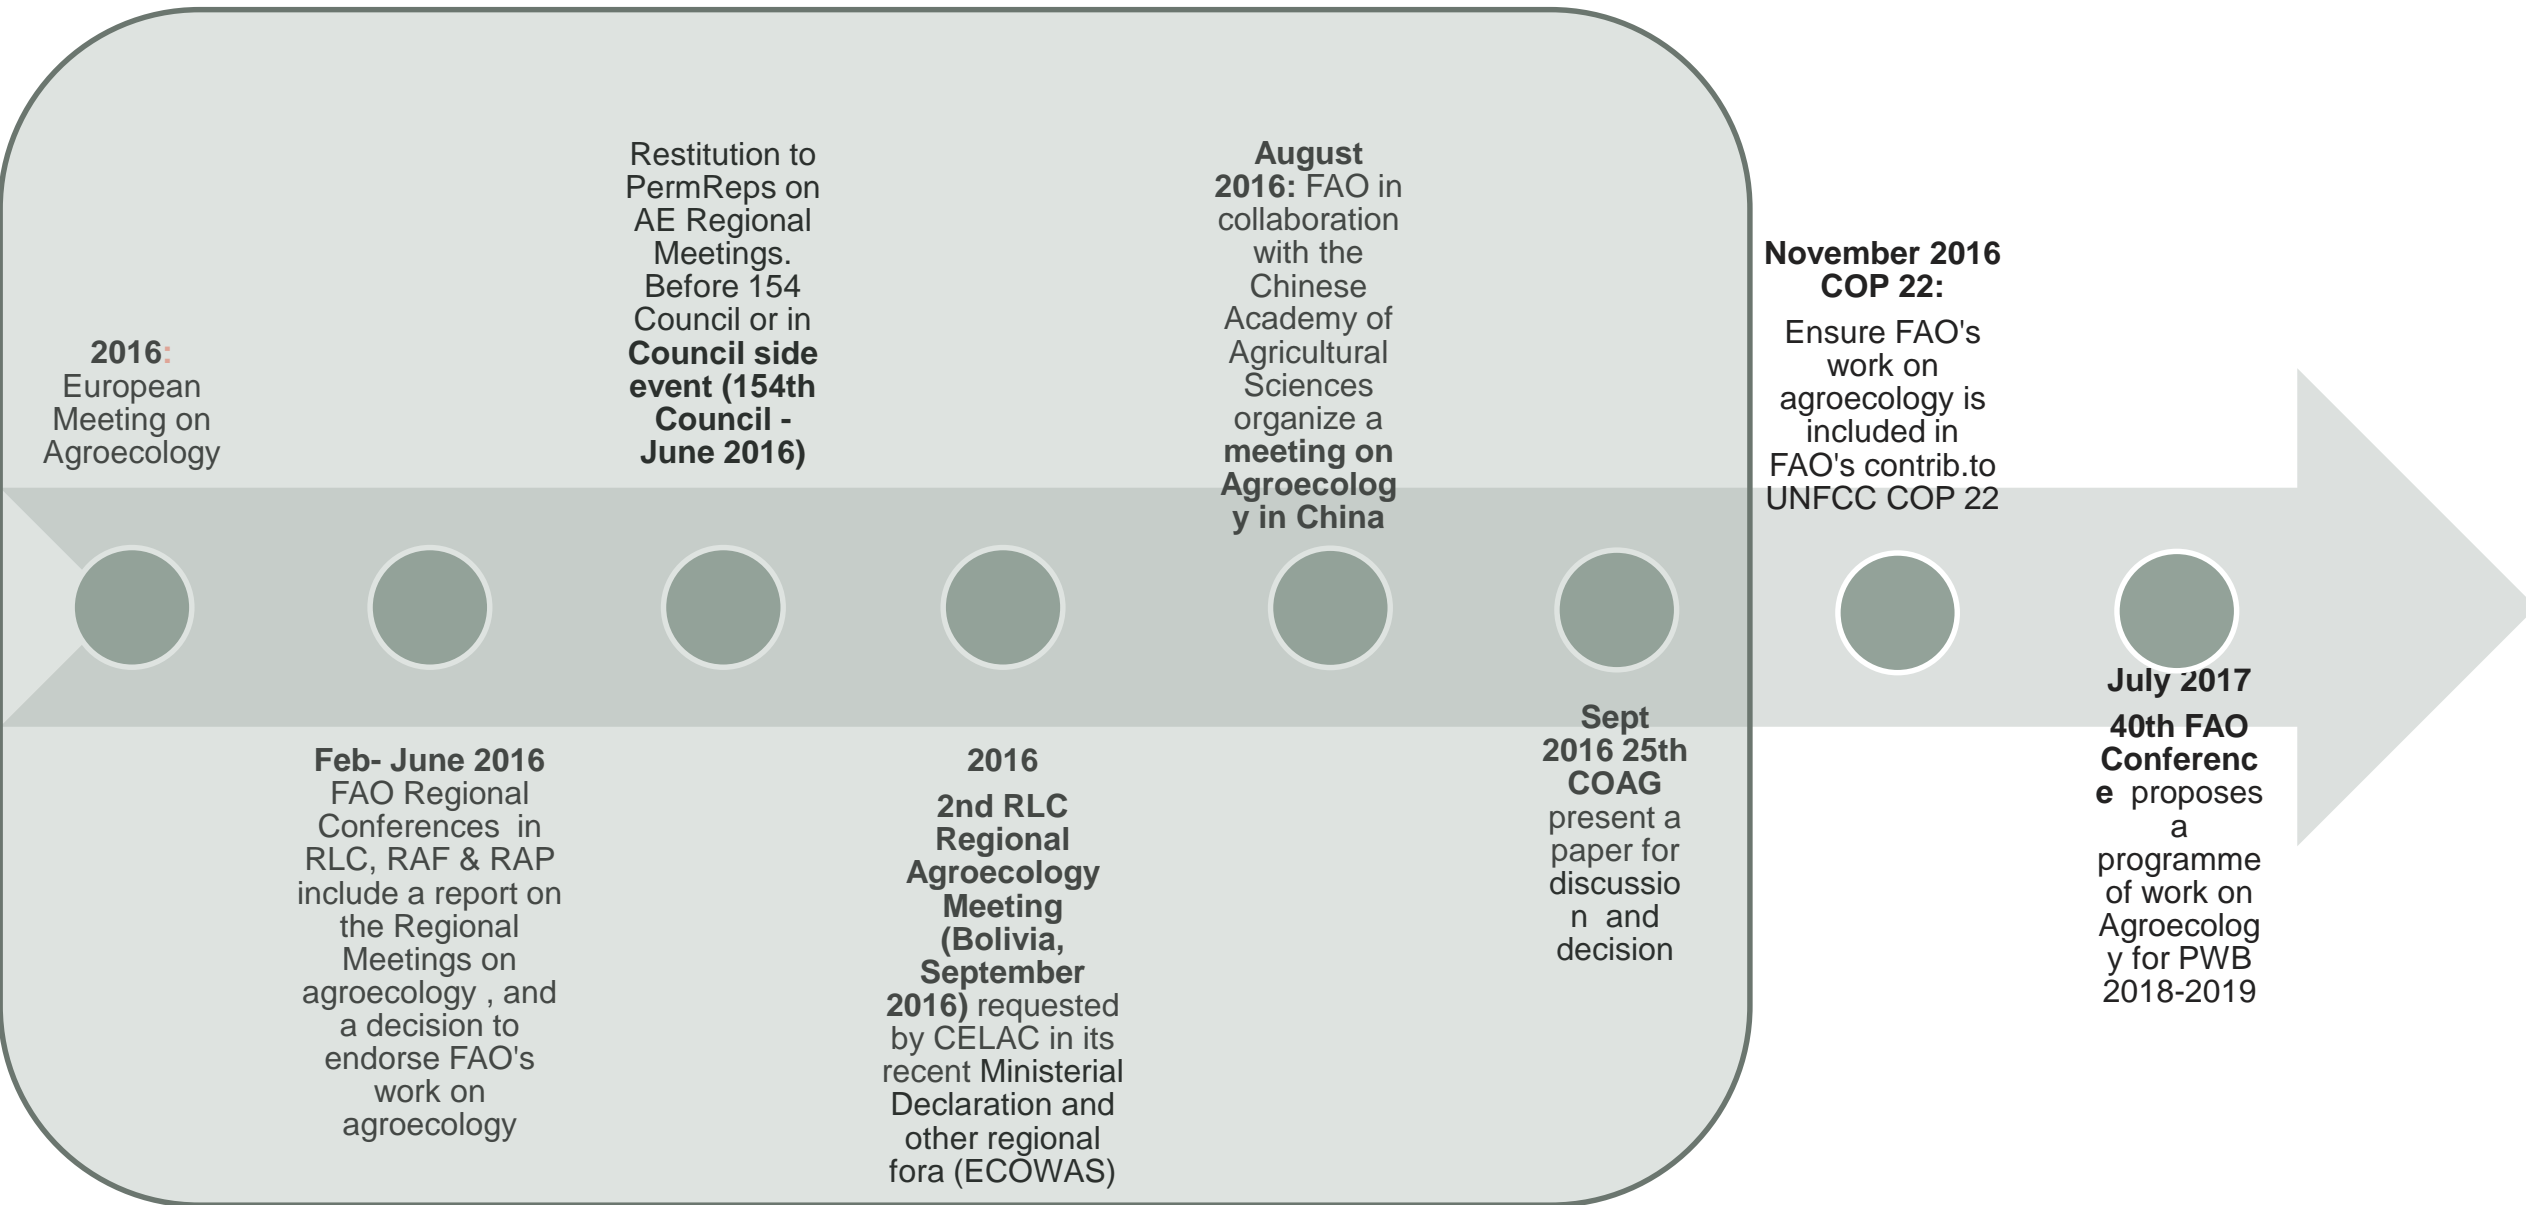 2016:
European
Meeting on
Agroecology
Feb- June 2016
FAO Regional
Conferences  in
RLC, RAF & RAP
include a report on
the Regional
Meetings on
agroecology , and
a decision to
endorse FAO's
work on
agroecology
Restitution to
PermReps on
AE Regional
Meetings.
Before 154
Council or in
Council side
event (154th
Council -
June 2016)
2016
2nd RLC
Regional
Agroecology
Meeting
(Bolivia,
September
2016) requested
by CELAC in its
recent Ministerial
Declaration and
other regional
fora (ECOWAS)
August
2016: FAO in
collaboration
with the
Chinese
Academy of
Agricultural
Sciences
organize a
meeting on
Agroecolog
y in China
Sept
2016 25th
COAG
present a
paper for
discussio
n  and
decision
November 2016
COP 22:
Ensure FAO's
work on
agroecology is
included in
FAO's contrib.to
UNFCC COP 22
July 2017
40th FAO
Conferenc
e  proposes
a
programme
of work on
Agroecolog
y for PWB
2018-2019